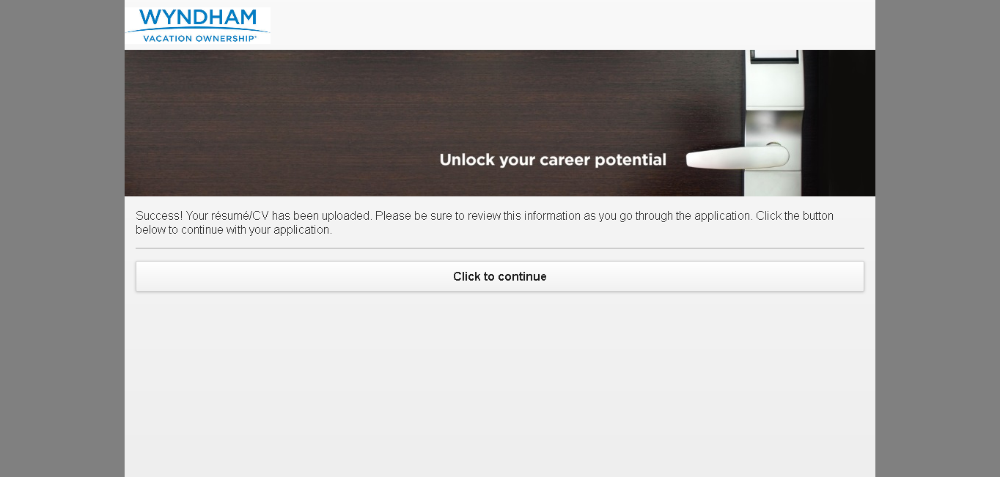 WYNDHAM
VACATION OWNERSHIP®
Unlock your career potential
Success! Your résumé/CV has been uploaded. Please be sure to review this information as you go through the application. Click the button
below to continue with your application.
Click to continue